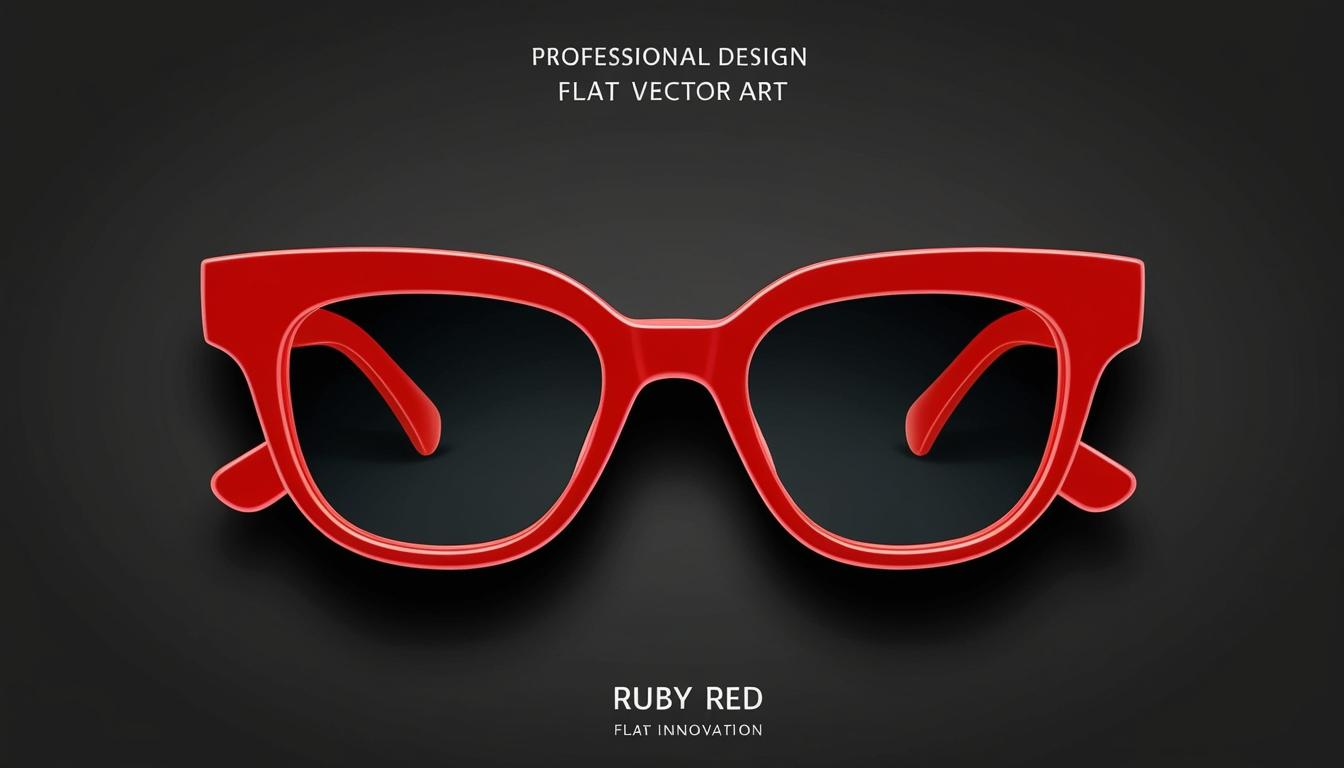 PROFESSIONAL DESIGN
FLAT VECTOR ART
RUBY RED
FLAT INNOVATION